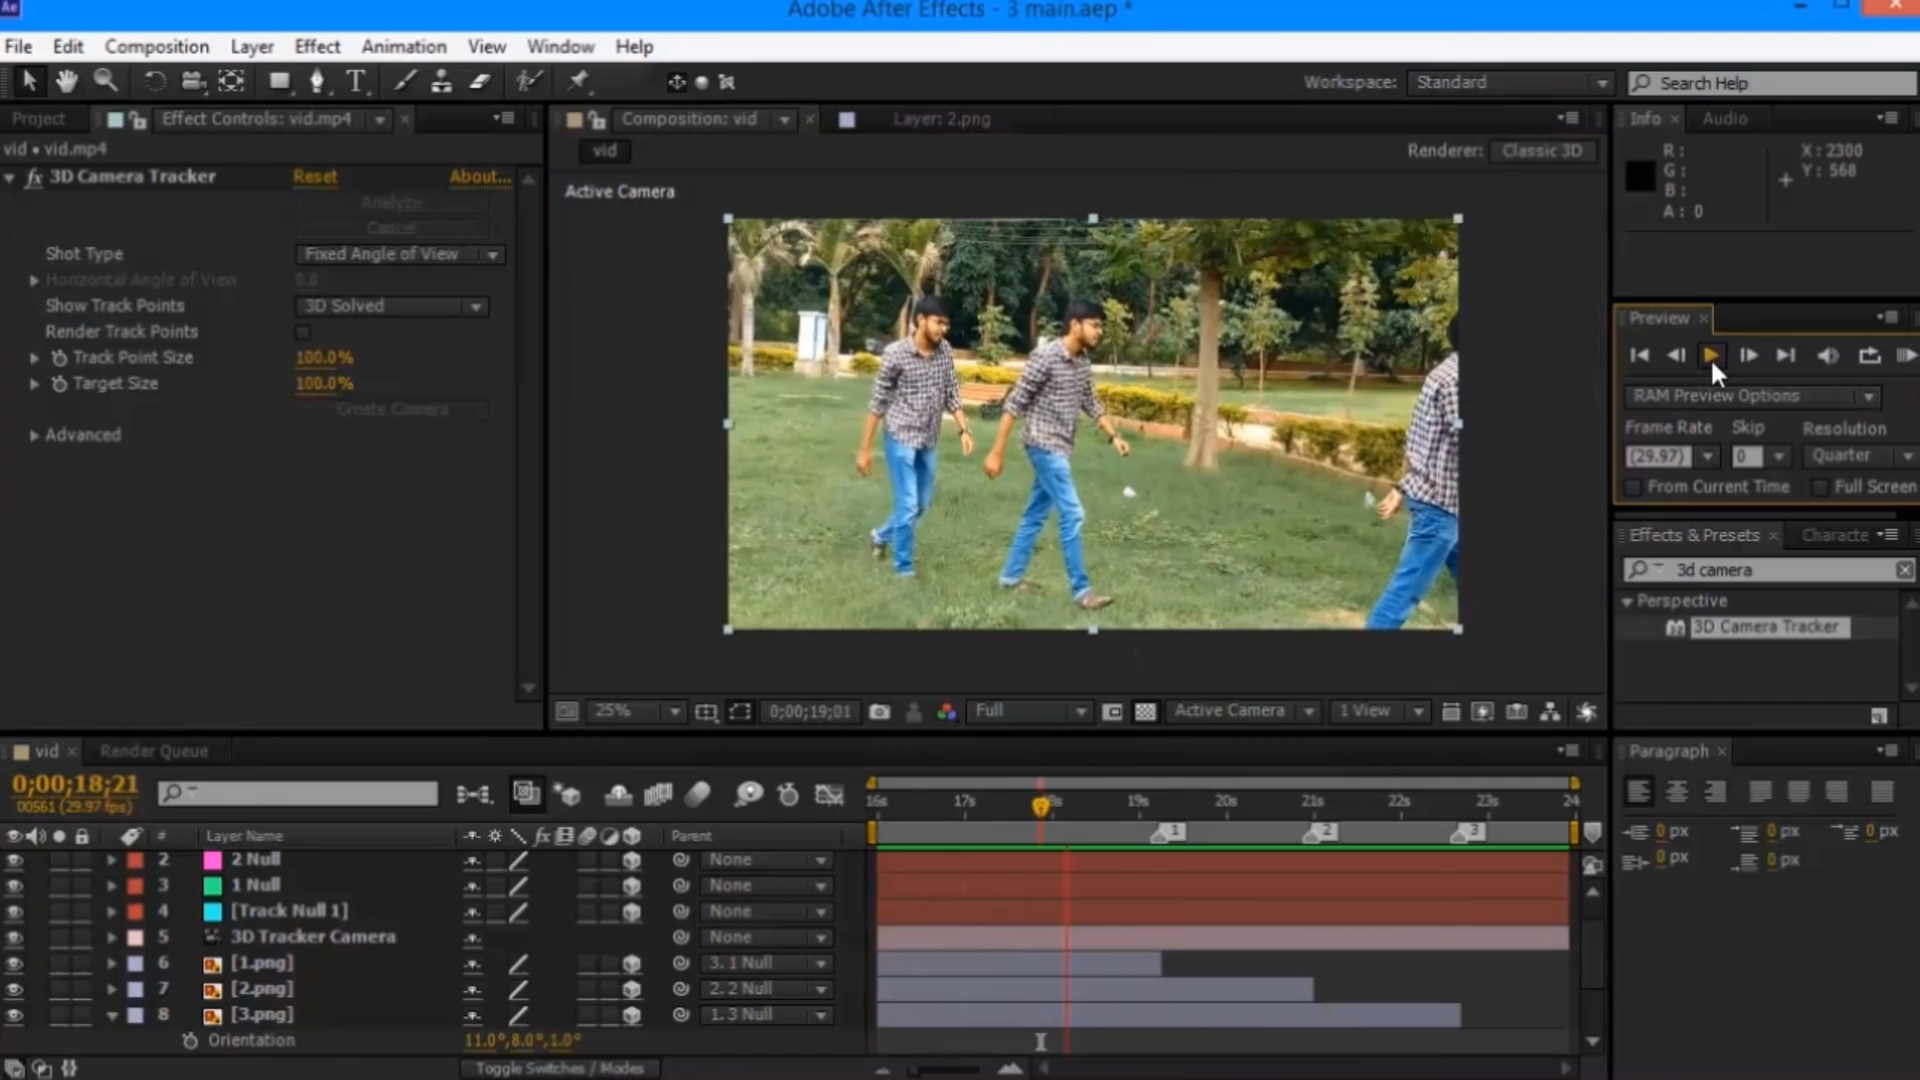 Ae
Adobe After Effects - 3 main.aep *
File Edit Composition Layer Effect Animation View Window Help
T
Workspace: Standard
Search Help
Project
Effect Controls: vid.mp4
Composition: vid
Layer: 2.png
Info
Audio
vid • vid.mp4
fx 3D Camera Tracker
Reset
About...
Analyze
Cancel
Shot Type
Fixed Angle of View
Horizontal Angle of View
0.0
Show Track Points
3D Solved
Render Track Points
Track Point Size
100.0%
Target Size
100.0%
Create Camera
Advanced
vid
Renderer: Classic 3D
Active Camera
R :
G :
B :
A : 0
X : 2300
Y : 568
Preview
RAM Preview Options
Frame Rate Skip Resolution
(29.97) 0 Quarter
From Current Time Full Screen
Effects & Presets
Characte
3d camera
Perspective
3D Camera Tracker
25%
0;00;19;01
Full
Active Camera
1 View
vid
Render Queue
0;00;18;21
00561 (29.97 fps)
16s 17s 8s 19s 20s 21s 22s 23s 24
1 2 3
# Layer Name
fx
Parent
2 2 Null None
3 1 Null None
4 [Track Null 1] None
5 3D Tracker Camera None
6 [1.png] 3. 1 Null
7 [2.png] 2. 2 Null
8 [3.png] 1. 3 Null
Orientation 11.0°,8.0°,1.0°
Toggle Switches / Modes
Paragraph
0 px 0 px 0 px
0 px 0 px